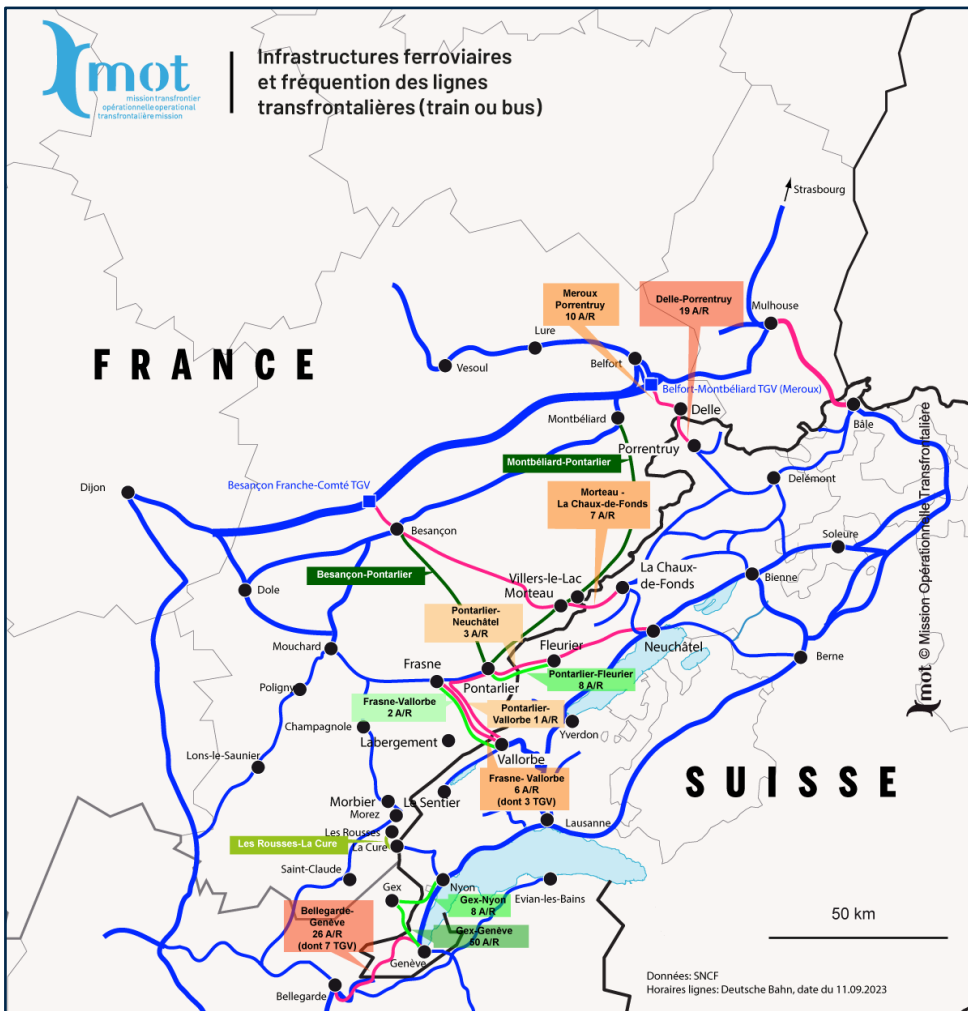 mot
mission transfrontier
opérationnelle operational
transfrontalière mission
Infrastructures ferroviaires
et fréquention des lignes
transfrontalières (train ou bus)
Strasbourg
Meroux
Porrentruy
10 A/R
Delle-Porrentruy
19 A/R
Mulhouse
Lure
FRANCE
Belfort
Vesoul
Belfort-Montbéliard TGV (Meroux)
Delle
Bâle
Montbéliard
Porrentruy
Montbéliard-Pontarlier
Delémont
Besançon Franche-Comté TGV
Dijon
Morteau -
La Chaux-de-Fonds
7 A/R
Besançon
Soleure
Besançon-Pontarlier
Villers-le-Lac
Morteau
La Chaux-
de-Fonds
Bienne
Dole
Pontarlier-
Neuchâtel
3 A/R
Mouchard
Fleurier
Neuchâtel
Berne
Frasne
Pontarlier
Pontarlier-Fleurier
8 A/R
Poligny
Frasne-Vallorbe
2 A/R
Pontarlier-
Vallorbe 1 A/R
Champagnole
Labergement
Yverdon
Vallorbe
Lons-le-Saunier
Frasne- Vallorbe
6 A/R
(dont 3 TGV)
SUISSE
Morbier
Le Sentier
Morez
Lausanne
Les Rousses
Les Rousses-La Cure
La Cure
Saint-Claude
Gex
Nyon
Evian-les-Bains
Gex-Nyon
8 A/R
Bellegarde-
Genève
26 A/R
(dont 7 TGV)
Gex-Genève
50 A/R
50 km
Genève
Bellegarde
Données: SNCF
Horaires lignes: Deutsche Bahn, date du 11.09.2023
mot © Mission Opérationnelle Transfrontalière